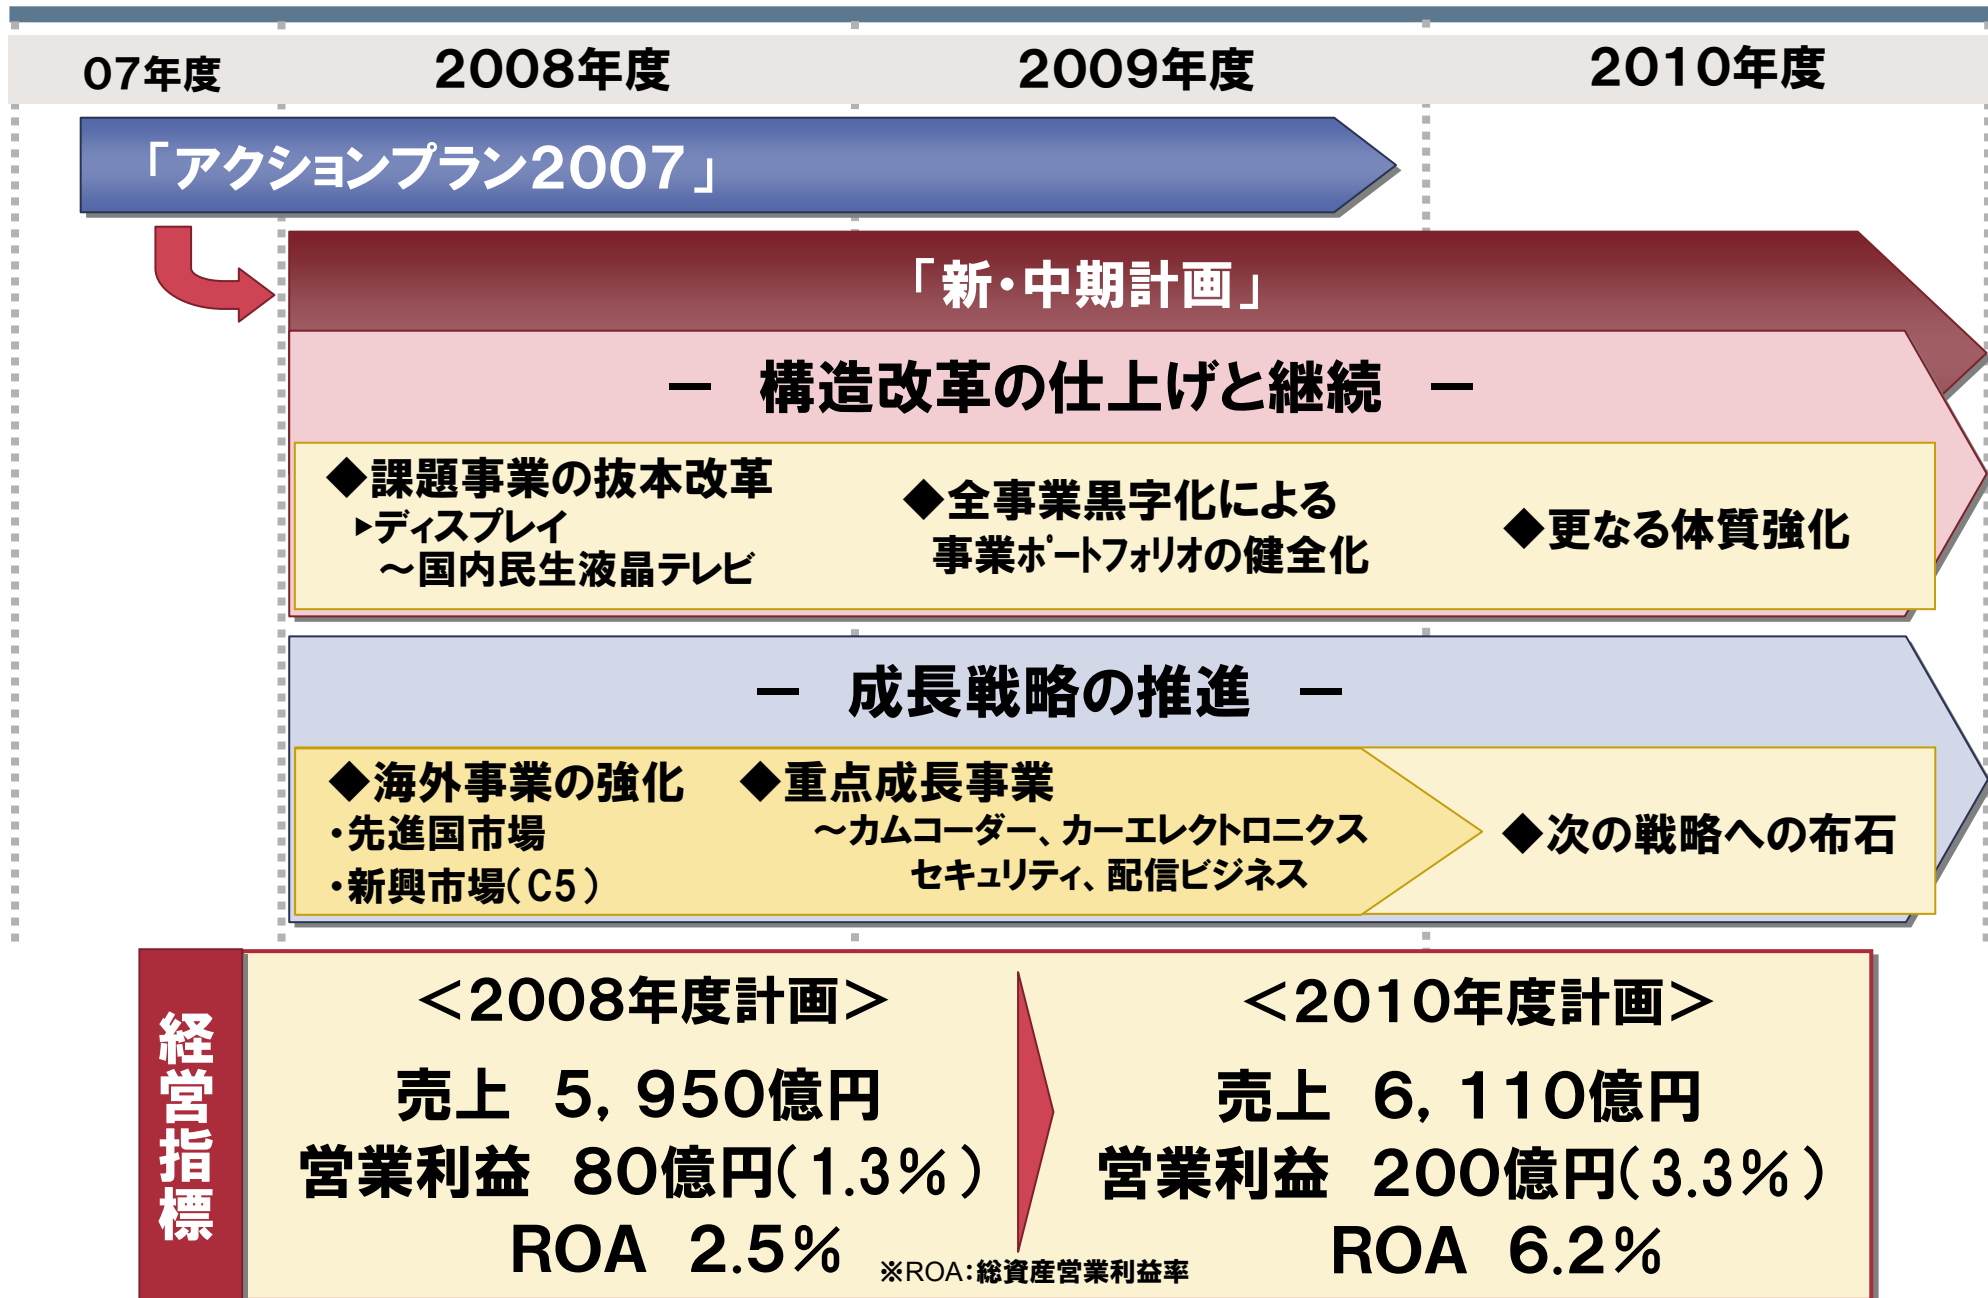 07年度 2008年度 2009年度 2010年度
「アクションプラン2007」
「新・中期計画」
－ 構造改革の仕上げと継続 －
◆課題事業の抜本改革
▶ディスプレイ
～国内民生液晶テレビ
◆全事業黒字化による
事業ﾎﾟｰﾄフォリオの健全化
◆更なる体質強化
－ 成長戦略の推進 －
◆海外事業の強化
・先進国市場
・新興市場(C5)
◆重点成長事業
～カムコーダー、カーエレクトロニクス
セキュリティ、配信ビジネス
◆次の戦略への布石
経営指標
＜2008年度計画＞
売上 5,950億円
営業利益 80億円(1.3%)
ROA 2.5%
＜2010年度計画＞
売上 6,110億円
営業利益 200億円(3.3%)
ROA 6.2%
※ROA:総資産営業利益率